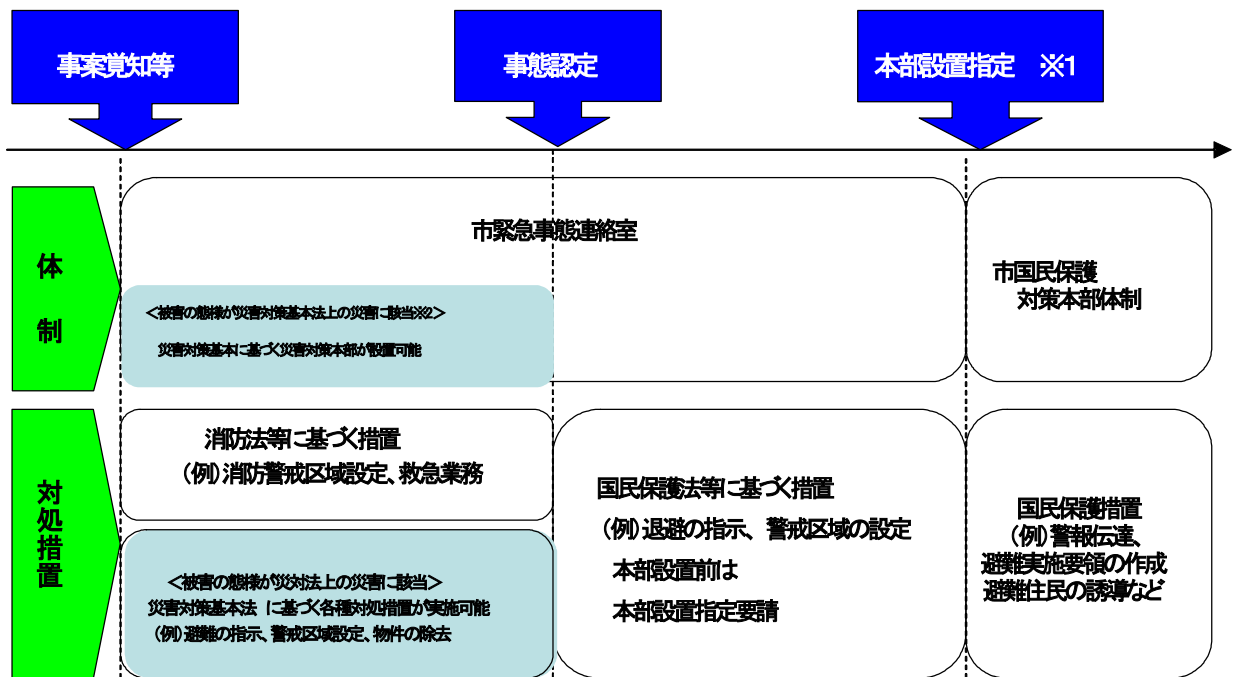 事案覚知等
事態認定
本部設置指定　※1
体
制
市緊急事態連絡室
＜被害の態様が災害対策基本法上の災害に該当※2＞
災害対策基本に基づく災害対策本部が設置可能
市国民保護
対策本部体制
対
処
措
置
消防法等に基づく措置
（例）消防警戒区域設定、救急業務
＜被害の態様が災対法上の災害に該当＞
災害対策基本法　に基づく各種対処措置が実施可能
（例）避難の指示、警戒区域設定、物件の除去
国民保護法等に基づく措置
（例）退避の指示、警戒区域の設定
本部設置前は
本部設置指定要請
国民保護措置
（例）警報伝達、
避難実施要領の作成
避難住民の誘導など